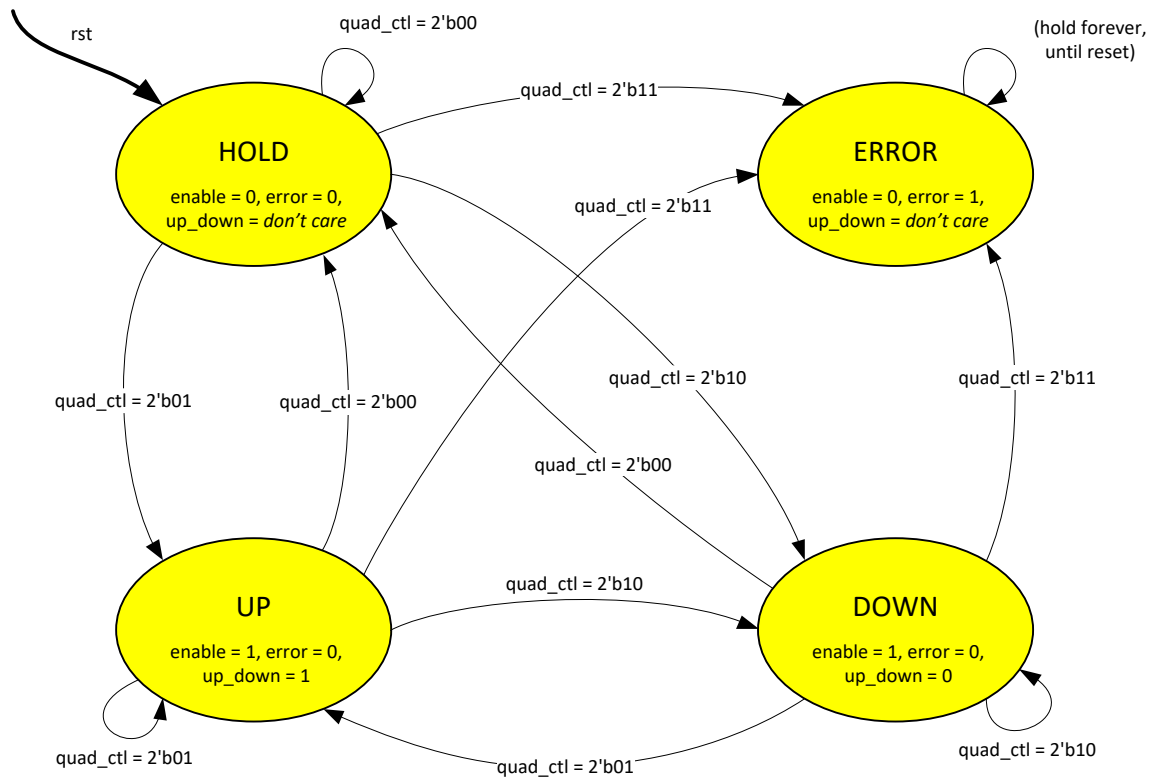 rst
quad_ctl = 2'b00
(hold forever,
until reset)
quad_ctl = 2'b11
HOLD
enable = 0, error = 0,
up_down = don't care
ERROR
enable = 0, error = 1,
up_down = don't care
quad_ctl = 2'b11
quad_ctl = 2'b10
quad_ctl = 2'b11
quad_ctl = 2'b01
quad_ctl = 2'b00
quad_ctl = 2'b00
quad_ctl = 2'b10
UP
enable = 1, error = 0,
up_down = 1
DOWN
enable = 1, error = 0,
up_down = 0
quad_ctl = 2'b01
quad_ctl = 2'b01
quad_ctl = 2'b10